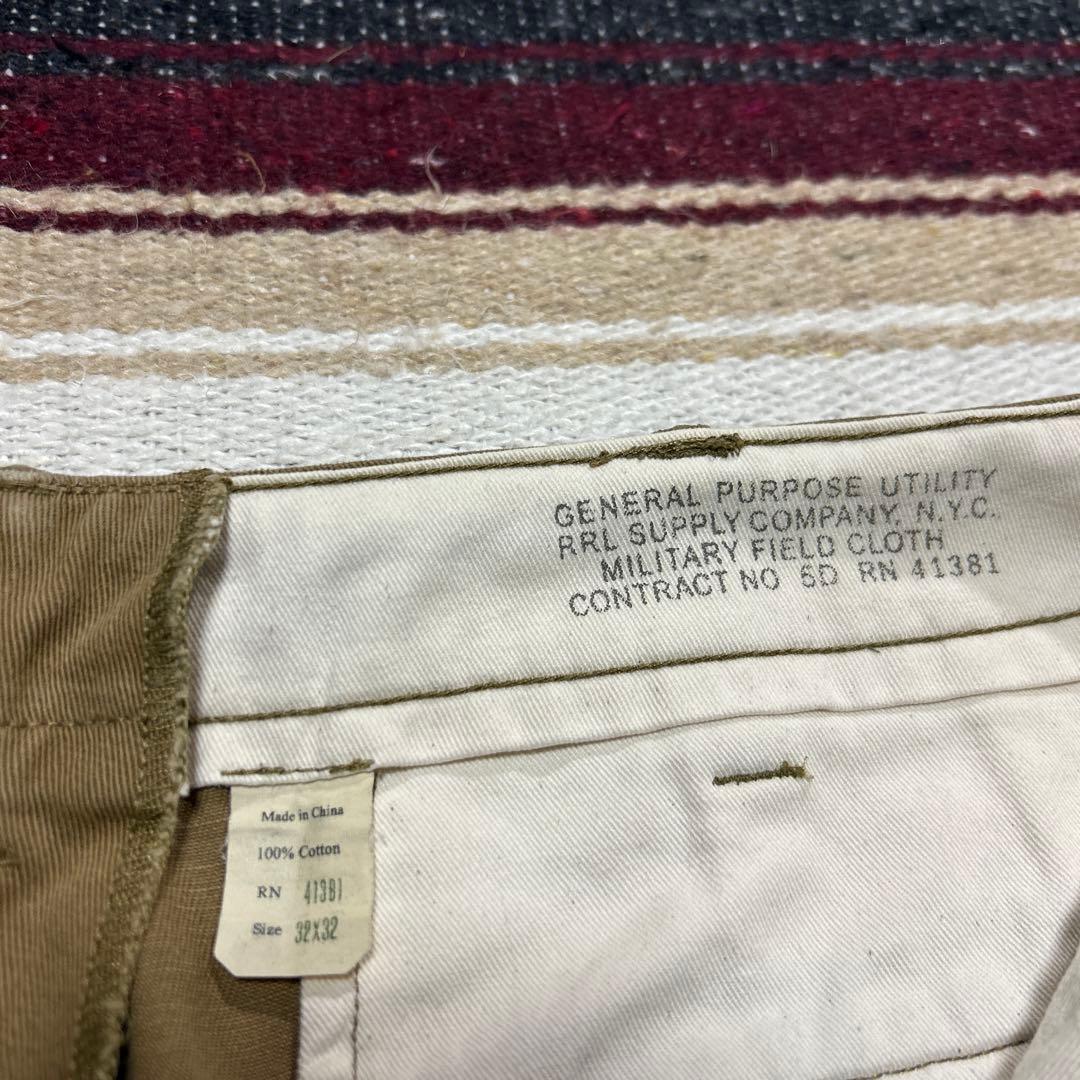 GENERAL PURPOSE UTILITY
RRL SUPPLY COMPANY, N.Y.C.
MILITARY FIELD CLOTH
CONTRACT NO 6D RN 41381
Made in China
100% Cotton
RN 41381
Size 32X32